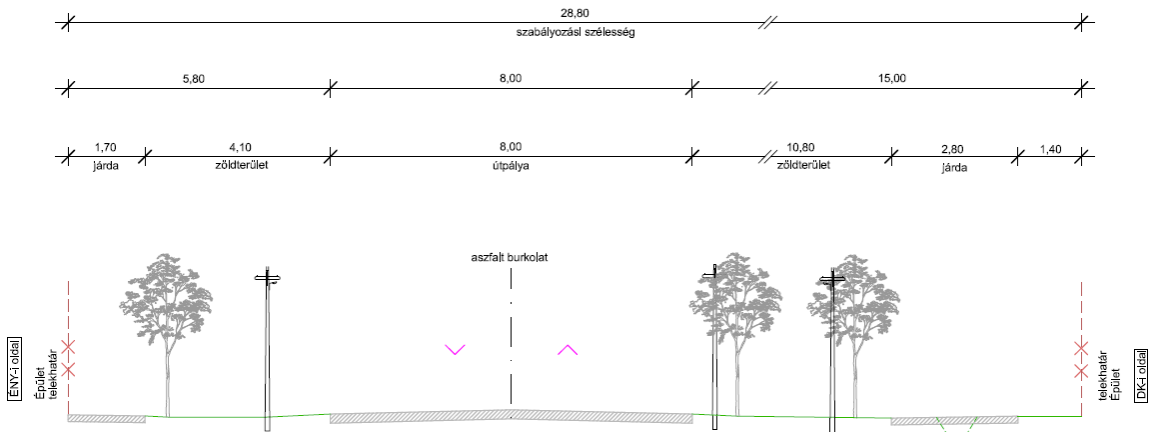 28,80
szabályozási szélesség
5,80
8,00
15,00
1,70
4,10
8,00
10,80
2,80
1,40
járda
zöldterület
útpálya
zöldterület
járda
aszfalt burkolat
ÉNY-i oldal
Épület
telekhatár
telekhatár
Épület
DK-i oldal